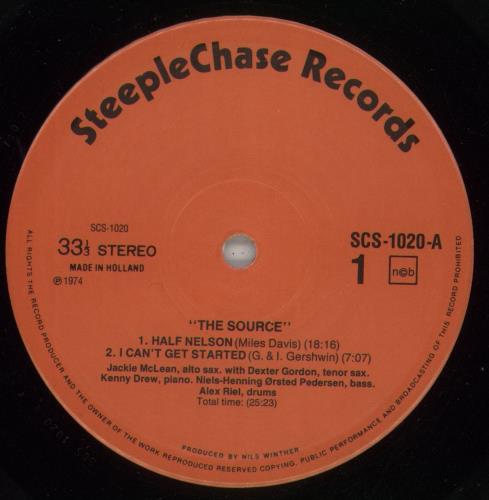 SteepleChase Records
SCS-1020
33⅓ STEREO
MADE IN HOLLAND
℗ 1974
SCS-1020-A
1
n©b
"THE SOURCE"
1. HALF NELSON (Miles Davis) (18:16)
2. I CAN'T GET STARTED (G. & I. Gershwin) (7:07)
Jackie McLean, alto sax. with Dexter Gordon, tenor sax.
Kenny Drew, piano. Niels-Henning Ørsted Pedersen, bass.
Alex Riel, drums
Total time: (25:23)
PRODUCED BY NILS WINTHER
ALL RIGHTS THE RECORD PRODUCER AND THE OWNER OF THE WORK REPRODUCED RESERVED COPYING, PUBLIC PERFORMANCE AND BROADCASTING OF THIS RECORD PROHIBITED